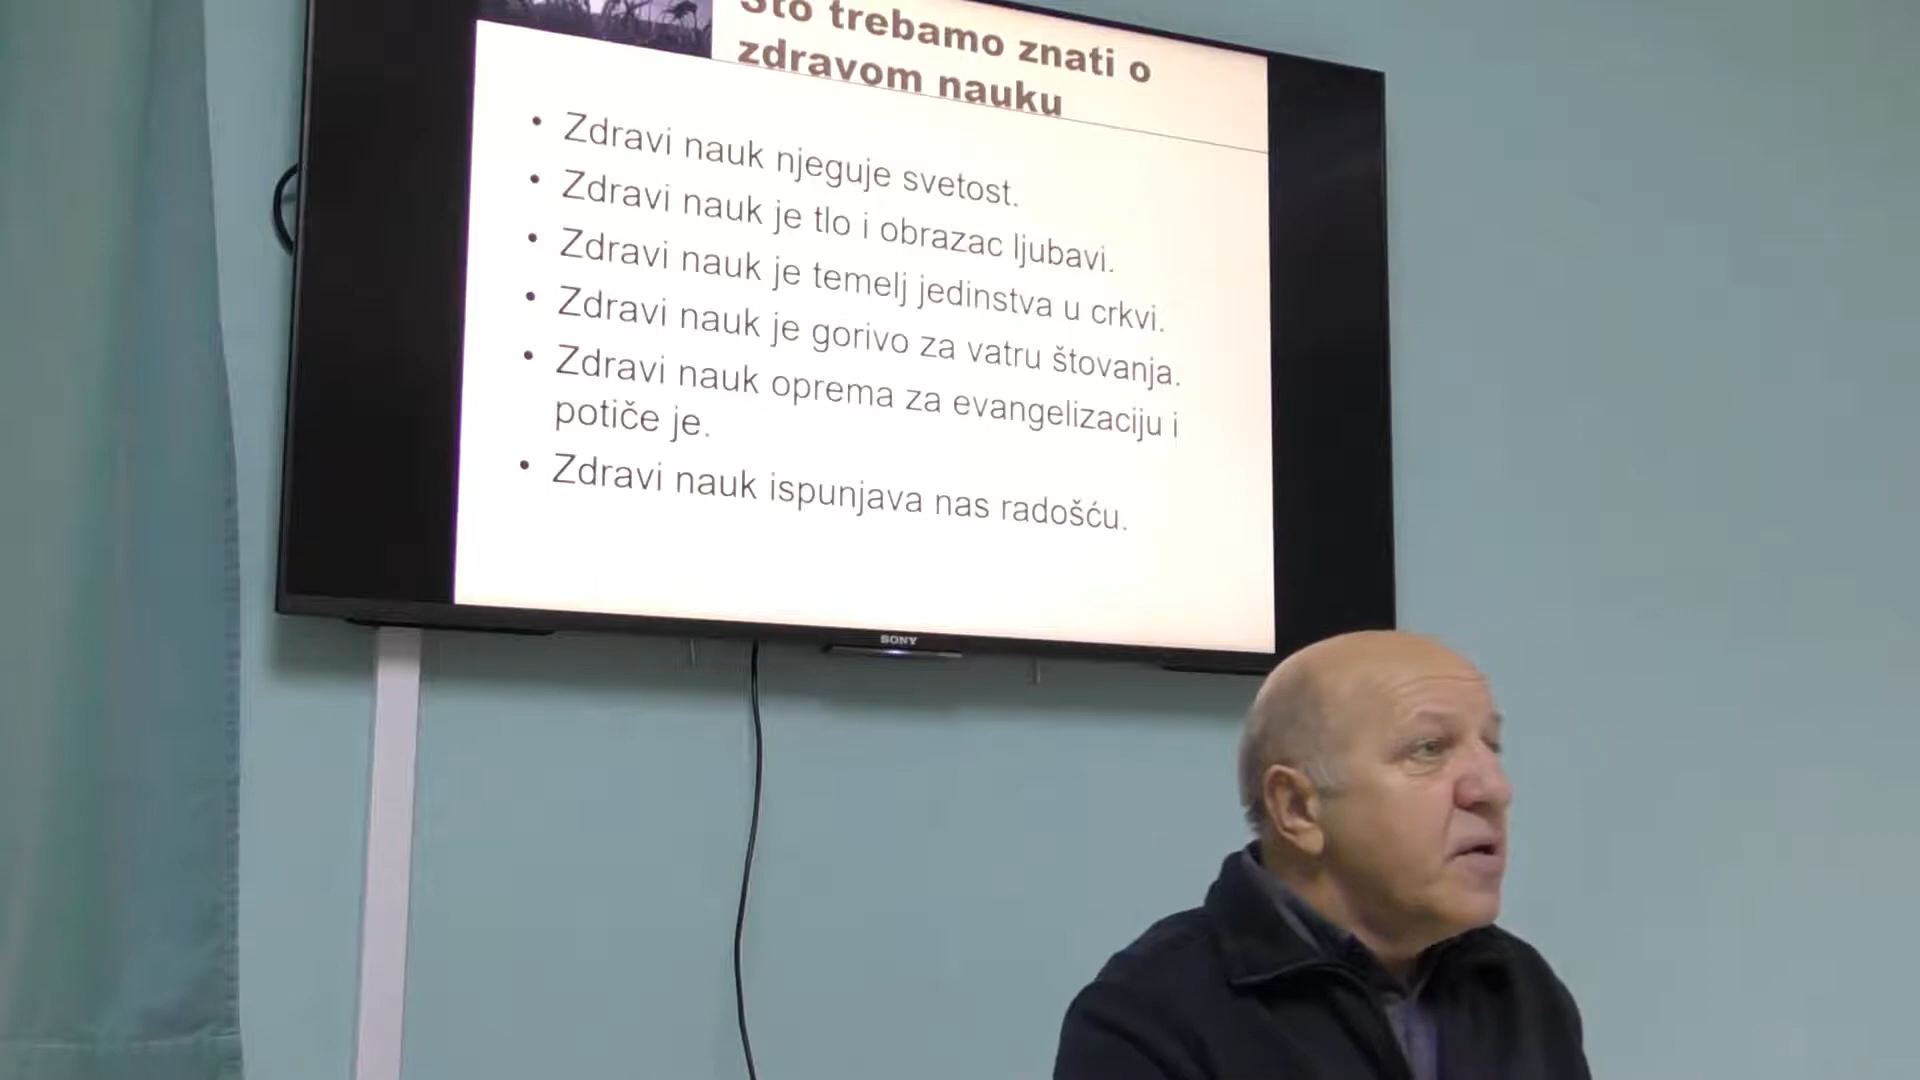 Što trebamo znati o
zdravom nauku
• Zdravi nauk njeguje svetost.
• Zdravi nauk je tlo i obrazac ljubavi.
• Zdravi nauk je temelj jedinstva u crkvi.
• Zdravi nauk je gorivo za vatru štovanja.
• Zdravi nauk oprema za evangelizaciju i
potiče je.
• Zdravi nauk ispunjava nas radošću.
SONY